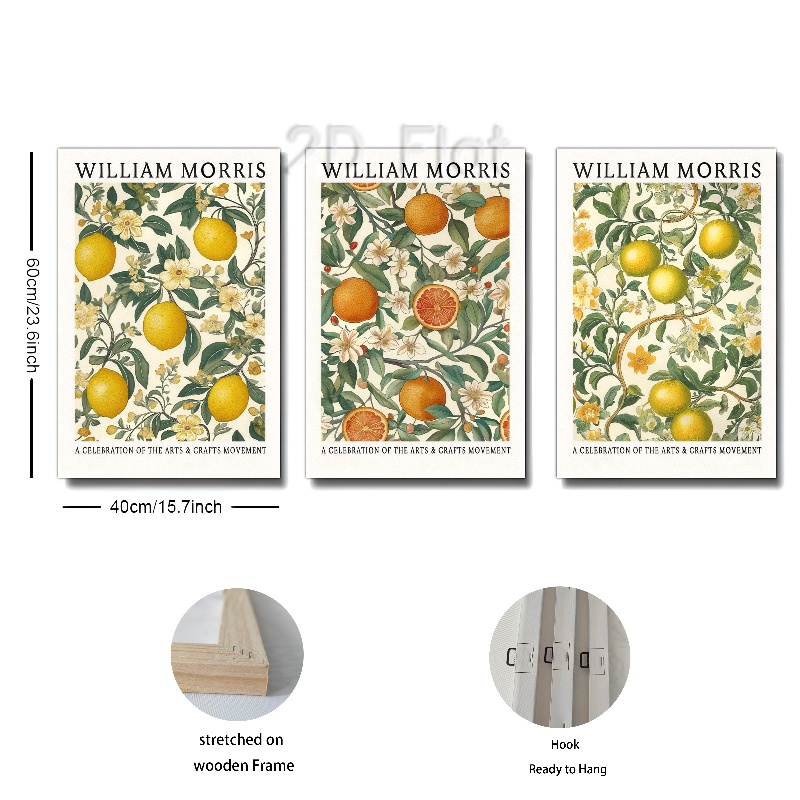 2D Flat
WILLIAM MORRIS
WILLIAM MORRIS
WILLIAM MORRIS
60cm/23.6inch
A CELEBRATION OF THE ARTS & CRAFTS MOVEMENT
A CELEBRATION OF THE ARTS & CRAFTS MOVEMENT
A CELEBRATION OF THE ARTS & CRAFTS MOVEMENT
40cm/15.7inch
stretched on
wooden Frame
Hook
Ready to Hang